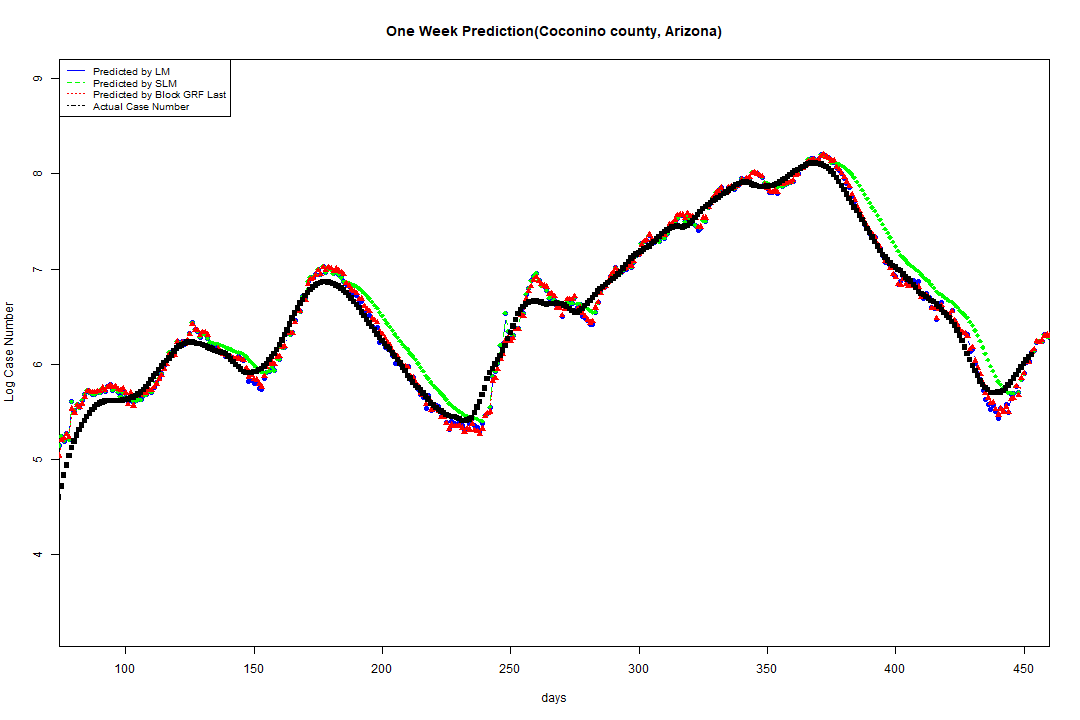 One Week Prediction(Coconino county, Arizona)
Predicted by LM
Predicted by SLM
Predicted by Block GRF Last
Actual Case Number
9
8
7
6
5
4
Log Case Number
100 150 200 250 300 350 400 450
days